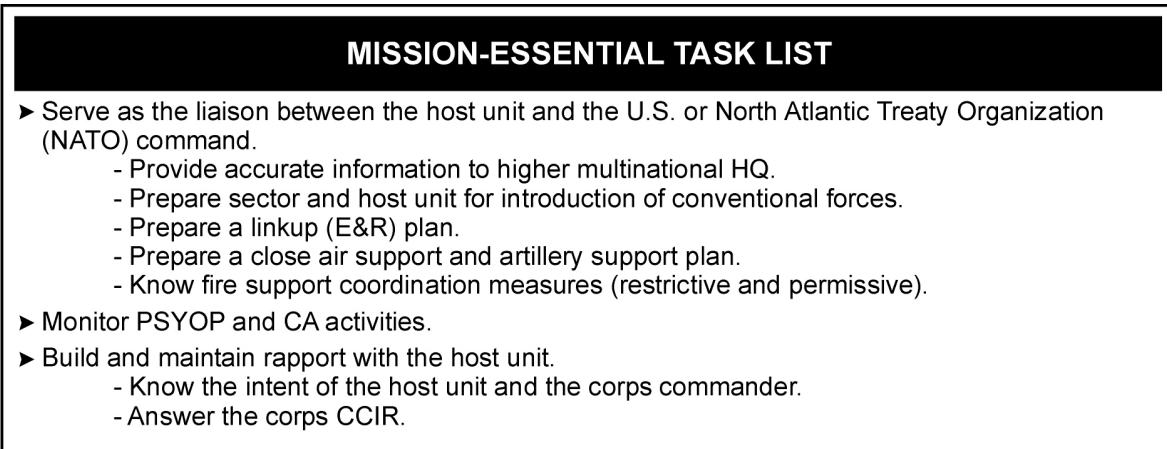 MISSION-ESSENTIAL TASK LIST
➤ Serve as the liaison between the host unit and the U.S. or North Atlantic Treaty Organization
(NATO) command.
- Provide accurate information to higher multinational HQ.
- Prepare sector and host unit for introduction of conventional forces.
- Prepare a linkup (E&R) plan.
- Prepare a close air support and artillery support plan.
- Know fire support coordination measures (restrictive and permissive).
➤ Monitor PSYOP and CA activities.
➤ Build and maintain rapport with the host unit.
- Know the intent of the host unit and the corps commander.
- Answer the corps CCIR.